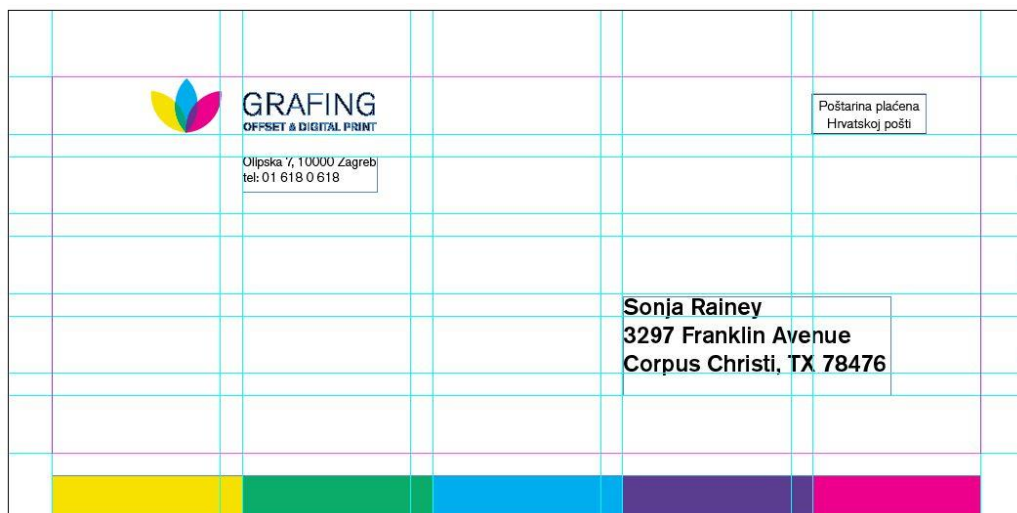 GRAFING
OFFSET & DIGITAL PRINT
Olipska 7, 10000 Zagreb
tel: 01 618 0 618
Poštarina plaćena
Hrvatskoj pošti
Sonja Rainey
3297 Franklin Avenue
Corpus Christi, TX 78476